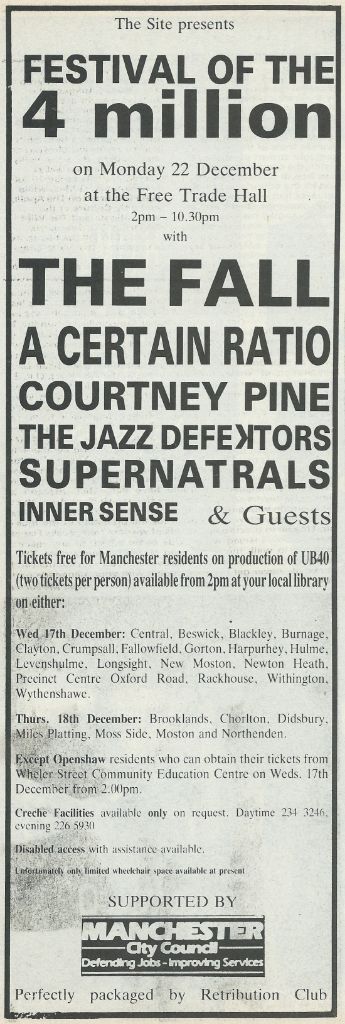 The Site presents
FESTIVAL OF THE
4 million
on Monday 22 December
at the Free Trade Hall
2pm – 10.30pm
with
THE FALL
A CERTAIN RATIO
COURTNEY PINE
THE JAZZ DEFEKTORS
SUPERNATRALS
INNER SENSE & Guests
Tickets free for Manchester residents on production of UB40
(two tickets per person) available from 2pm at your local library
on either:
Wed 17th December: Central, Beswick, Blackley, Burnage,
Clayton, Crumpsall, Fallowfield, Gorton, Harpurhey, Hulme,
Levenshulme, Longsight, New Moston, Newton Heath,
Precinct Centre Oxford Road, Rackhouse, Withington,
Wythenshawe.
Thurs. 18th December: Brooklands, Chorlton, Didsbury,
Miles Platting, Moss Side, Moston and Northenden.
Except Openshaw residents who can obtain their tickets from
Wheler Street Community Education Centre on Weds. 17th
December from 2.00pm.
Creche Facilities available only on request. Daytime 234 3246,
evening 226 5930
Disabled access with assistance available.
Unfortunately only limited wheelchair space available at present
SUPPORTED BY
MANCHESTER
City Council
Defending Jobs - Improving Services
Perfectly packaged by Retribution Club